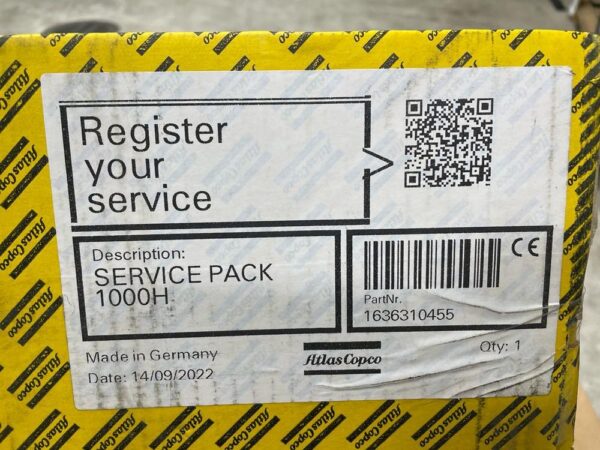 Register
your
service
Description:
SERVICE PACK
1000H
CE
PartNr.
1636310455
Made in Germany
Atlas Copco
Qty: 1
Date: 14/09/2022